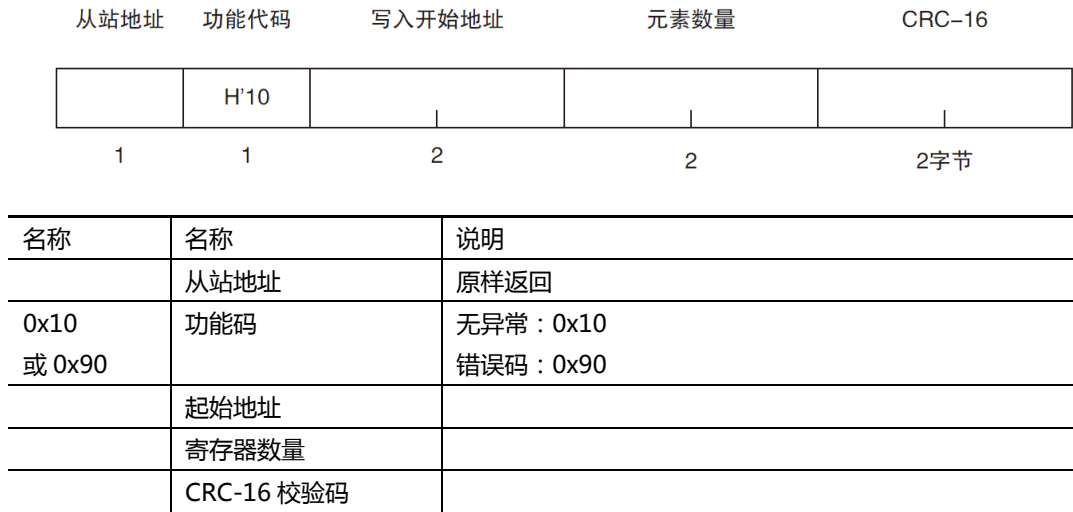 从站地址 功能代码 写入开始地址 元素数量 CRC-16
H'10
1 1 2 2 2字节
名称 名称 说明
从站地址 原样返回
0x10 功能码 无异常：0x10
或 0x90 错误码：0x90
起始地址
寄存器数量
CRC-16 校验码